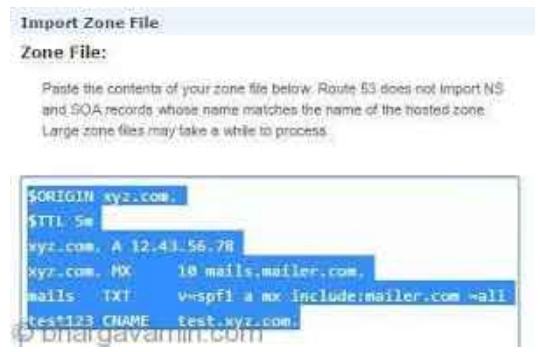 Import Zone File
Zone File:
Paste the contents of your zone file below. Route 53 does not import NS
and SOA records whose name matches the name of the hosted zone.
Large zone files may take a while to process.
$ORIGIN xyz.com.
$TTL 5m
xyz.com. A 12.43.56.78
xyz.com. MX 10 mails.mailer.com.
mails TXT v=spf1 a mx include:mailer.com ~all
test123 CNAME test.xyz.com.
© bhargavamin.com